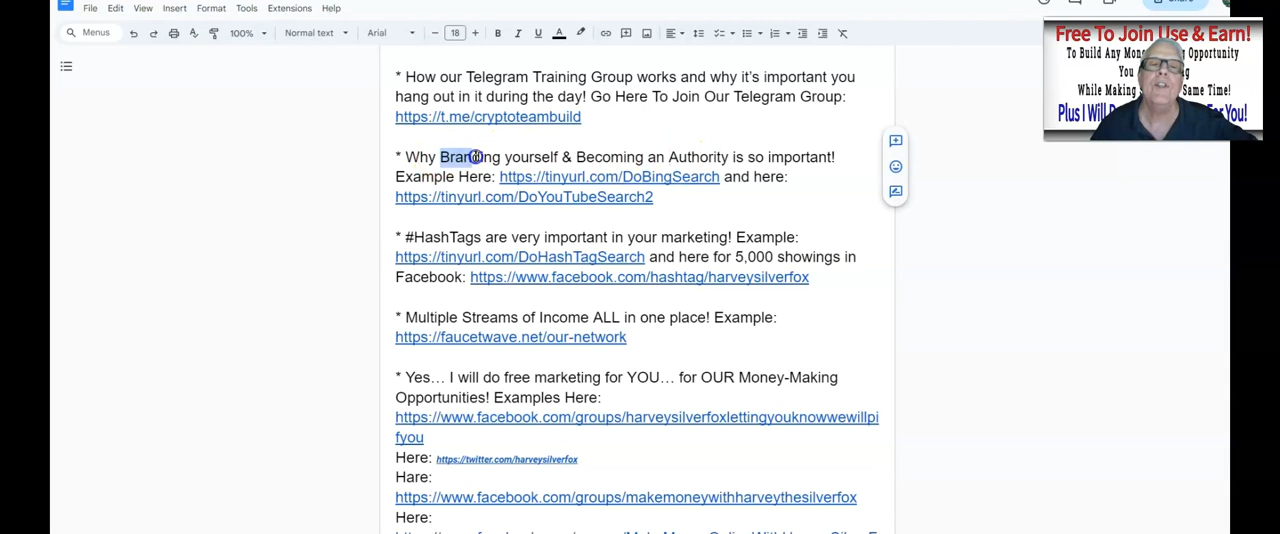 File Edit View Insert Format Tools Extensions Help
Share
Menus 100% Normal text Arial 18 B I U A
* How our Telegram Training Group works and why it's important you
hang out in it during the day! Go Here To Join Our Telegram Group:
https://t.me/cryptoteambuild
* Why Branding yourself & Becoming an Authority is so important!
Example Here: https://tinyurl.com/DoBingSearch and here:
https://tinyurl.com/DoYouTubeSearch2
* #HashTags are very important in your marketing! Example:
https://tinyurl.com/DoHashTagSearch and here for 5,000 showings in
Facebook: https://www.facebook.com/hashtag/harveysilverfox
* Multiple Streams of Income ALL in one place! Example:
https://faucetwave.net/our-network
* Yes… I will do free marketing for YOU… for OUR Money-Making
Opportunities! Examples Here:
https://www.facebook.com/groups/harveysilverfoxlettingyouknowwewillpi
fyou
Here: https://twitter.com/harveysilverfox
Hare:
https://www.facebook.com/groups/makemoneywithharveythesilverfox
Here:
Free To Join Use & Earn!
To Build Any Mone Opportunity
You A ng
While Making Same Time!
Plus I Will D For You!